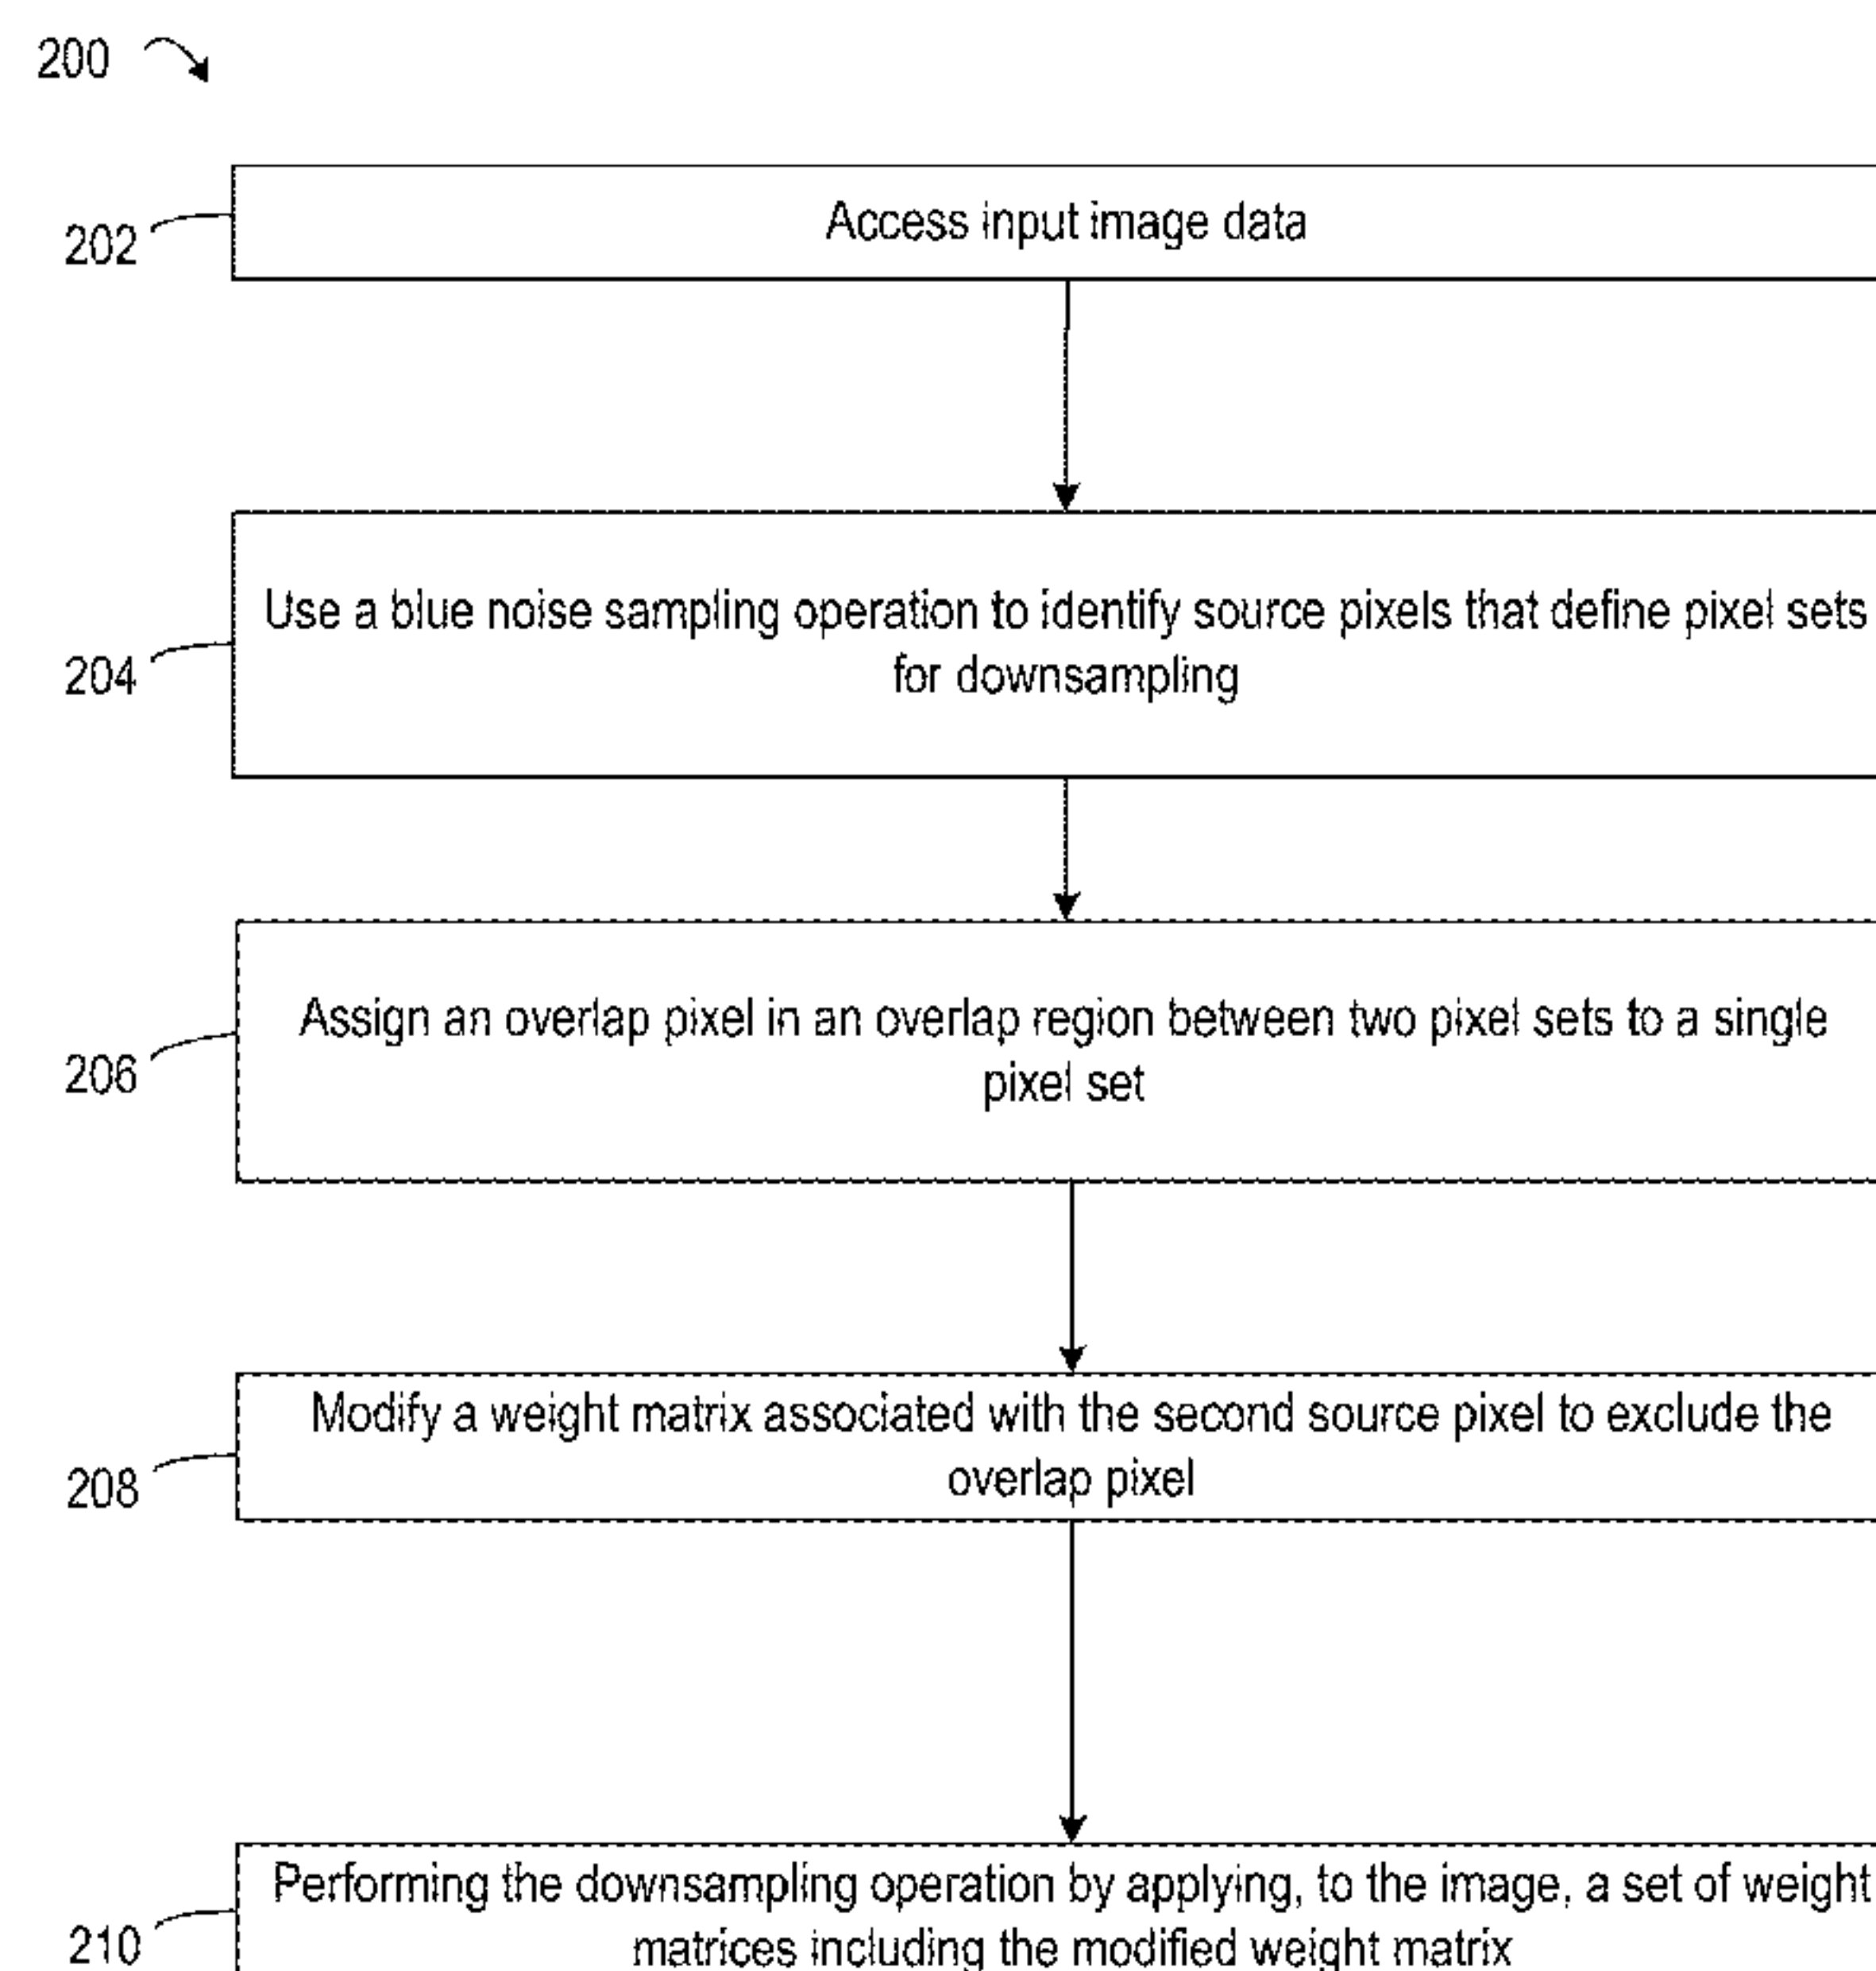 200
202
Access input image data
204
Use a blue noise sampling operation to identify source pixels that define pixel sets
for downsampling
206
Assign an overlap pixel in an overlap region between two pixel sets to a single
pixel set
208
Modify a weight matrix associated with the second source pixel to exclude the
overlap pixel
210
Performing the downsampling operation by applying, to the image, a set of weight
matrices including the modified weight matrix